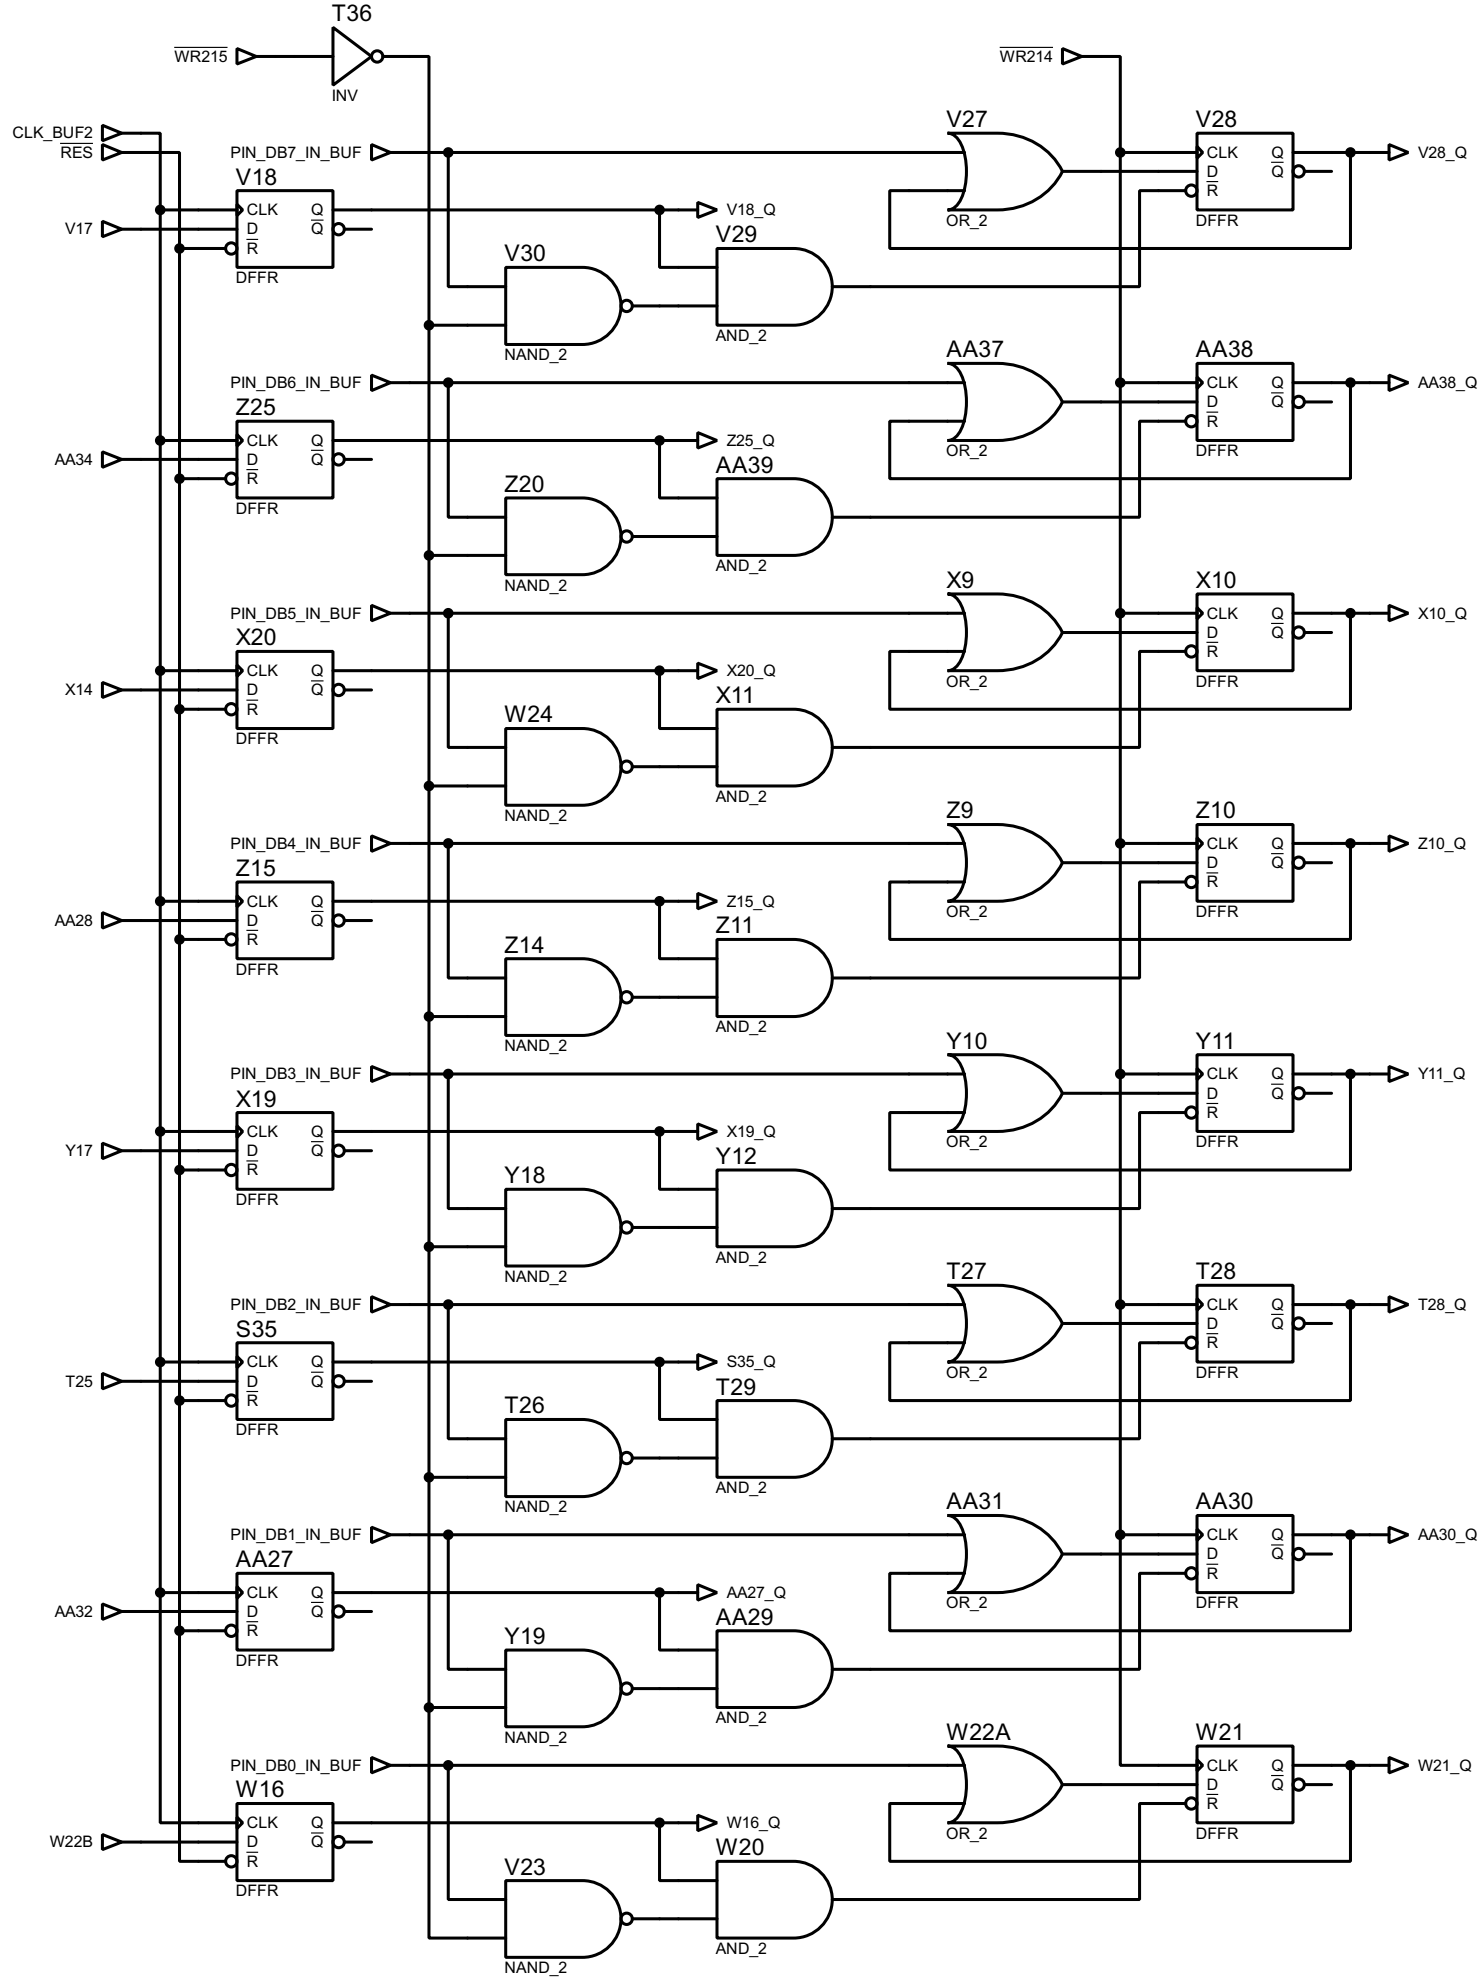 T36
WR215
WR214
INV
CLK_BUF2
RES
PIN_DB7_IN_BUF
V27
V28
CLK Q
D Q
R
V28_Q
OR_2
DFFR
V18
V17
CLK Q
D Q
R
DFFR
V18_Q
V29
V30
AND_2
NAND_2
PIN_DB6_IN_BUF
AA37
AA38
CLK Q
D Q
R
AA38_Q
OR_2
DFFR
Z25
AA34
CLK Q
D Q
R
DFFR
Z25_Q
AA39
Z20
AND_2
NAND_2
PIN_DB5_IN_BUF
X9
X10
CLK Q
D Q
R
X10_Q
OR_2
DFFR
X20
X14
CLK Q
D Q
R
DFFR
X20_Q
X11
W24
AND_2
NAND_2
PIN_DB4_IN_BUF
Z9
Z10
CLK Q
D Q
R
Z10_Q
OR_2
DFFR
Z15
AA28
CLK Q
D Q
R
DFFR
Z15_Q
Z11
Z14
AND_2
NAND_2
PIN_DB3_IN_BUF
Y10
Y11
CLK Q
D Q
R
Y11_Q
OR_2
DFFR
X19
Y17
CLK Q
D Q
R
DFFR
X19_Q
Y12
Y18
AND_2
NAND_2
PIN_DB2_IN_BUF
T27
T28
CLK Q
D Q
R
T28_Q
OR_2
DFFR
S35
T25
CLK Q
D Q
R
DFFR
S35_Q
T29
T26
AND_2
NAND_2
PIN_DB1_IN_BUF
AA31
AA30
CLK Q
D Q
R
AA30_Q
OR_2
DFFR
AA27
AA32
CLK Q
D Q
R
DFFR
AA27_Q
AA29
Y19
AND_2
NAND_2
PIN_DB0_IN_BUF
W22A
W21
CLK Q
D Q
R
W21_Q
OR_2
DFFR
W16
W22B
CLK Q
D Q
R
DFFR
W16_Q
W20
V23
AND_2
NAND_2